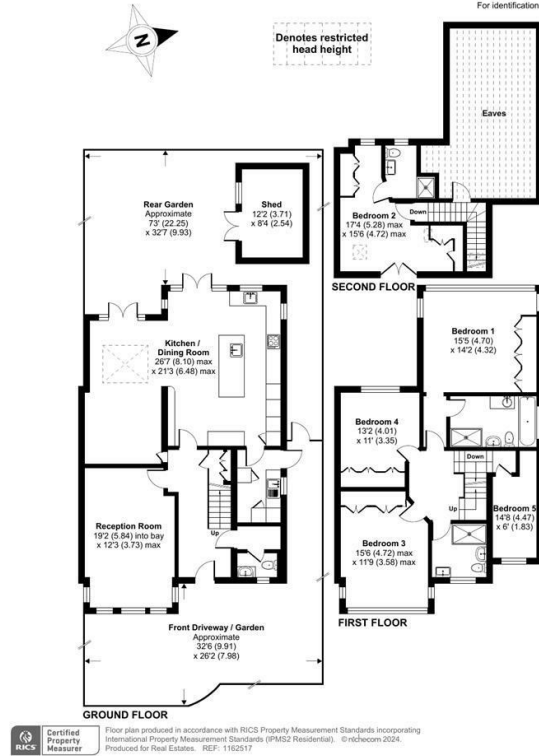 For identification
N
Denotes restricted
head height
Eaves
Rear Garden
Approximate
73' (22.25)
x 32'7 (9.93)
Shed
12'2 (3.71)
x 8'4 (2.54)
Bedroom 2
17'4 (5.28) max
x 15'6 (4.72) max
Down
SECOND FLOOR
Kitchen /
Dining Room
26'7 (8.10) max
x 21'3 (6.48) max
Bedroom 1
15'5 (4.70)
x 14'2 (4.32)
Bedroom 4
13'2 (4.01)
x 11' (3.35)
Down
Up
Bedroom 5
14'8 (4.47)
x 6' (1.83)
Reception Room
19'2 (5.84) into bay
x 12'3 (3.73) max
Up
Bedroom 3
15'6 (4.72) max
x 11'9 (3.58) max
FIRST FLOOR
Front Driveway / Garden
Approximate
32'6 (9.91)
x 26'2 (7.98)
GROUND FLOOR
RICS
Certified
Property
Measurer
Floor plan produced in accordance with RICS Property Measurement Standards incorporating
International Property Measurement Standards (IPMS2 Residential). ©nichecom 2024.
Produced for Real Estates. REF: 1162517